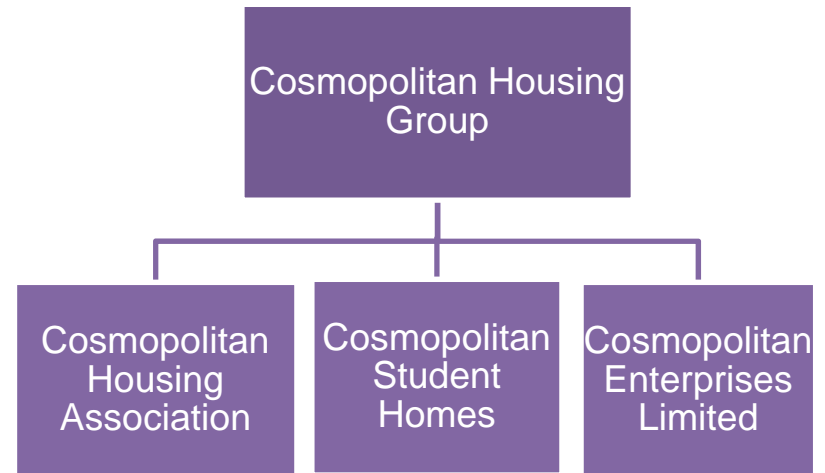 Cosmopolitan Housing
Group
Cosmopolitan
Housing
Association
Cosmopolitan
Student
Homes
Cosmopolitan
Enterprises
Limited